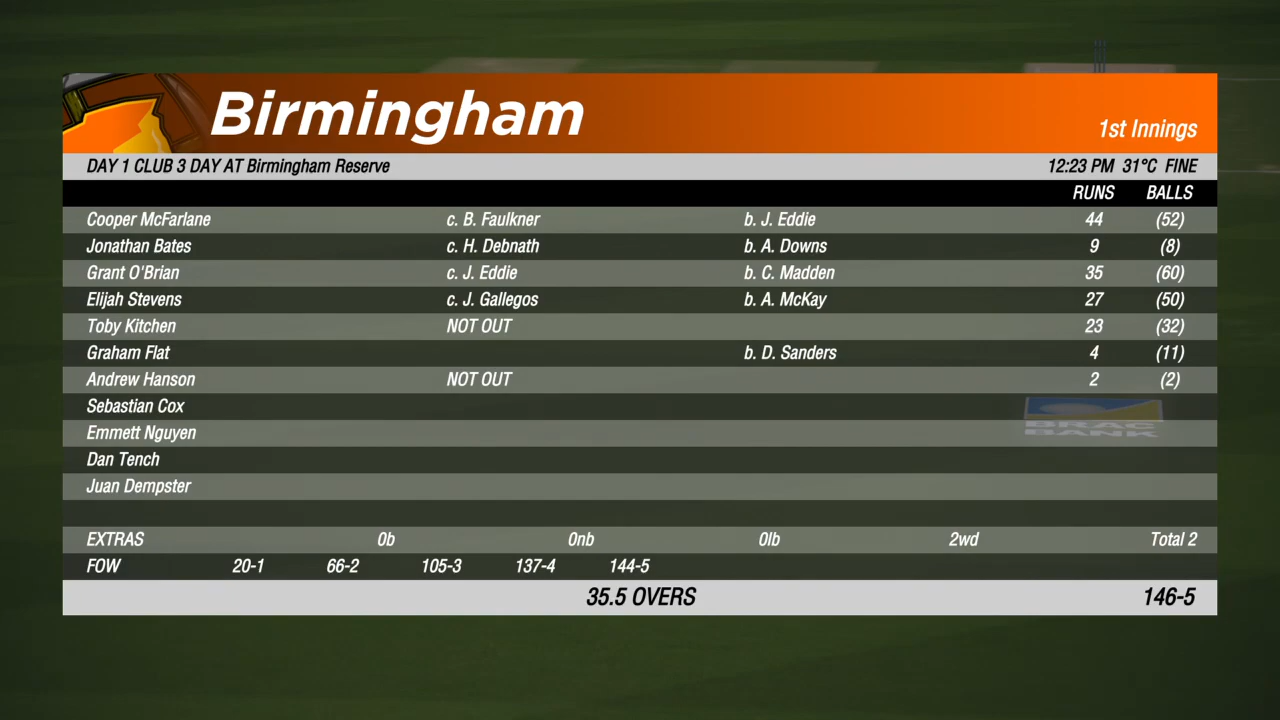 Birmingham
1st Innings
DAY 1 CLUB 3 DAY AT Birmingham Reserve 12:23 PM 31°C FINE
RUNS BALLS
Cooper McFarlane c. B. Faulkner b. J. Eddie 44 (52)
Jonathan Bates c. H. Debnath b. A. Downs 9 (8)
Grant O'Brian c. J. Eddie b. C. Madden 35 (60)
Elijah Stevens c. J. Gallegos b. A. McKay 27 (50)
Toby Kitchen NOT OUT 23 (32)
Graham Flat b. D. Sanders 4 (11)
Andrew Hanson NOT OUT 2 (2)
Sebastian Cox
Emmett Nguyen
Dan Tench
Juan Dempster
BRAC
BANK
EXTRAS 0b 0nb 0lb 2wd Total 2
FOW 20-1 66-2 105-3 137-4 144-5
35.5 OVERS 146-5